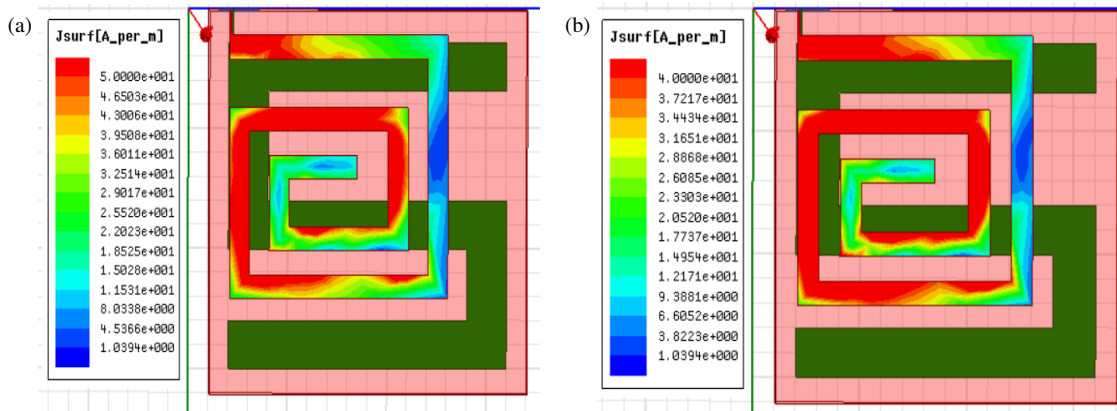 (a)
Jsurf[A_per_m]
5.0000e+001
4.6503e+001
4.3006e+001
3.9508e+001
3.6011e+001
3.2514e+001
2.9017e+001
2.5520e+001
2.2023e+001
1.8525e+001
1.5028e+001
1.1531e+001
8.0338e+000
4.5366e+000
1.0394e+000
(b)
Jsurf[A_per_m]
4.0000e+001
3.7217e+001
3.4434e+001
3.1651e+001
2.8868e+001
2.6085e+001
2.3303e+001
2.0520e+001
1.7737e+001
1.4954e+001
1.2171e+001
9.3881e+000
6.6052e+000
3.8223e+000
1.0394e+000